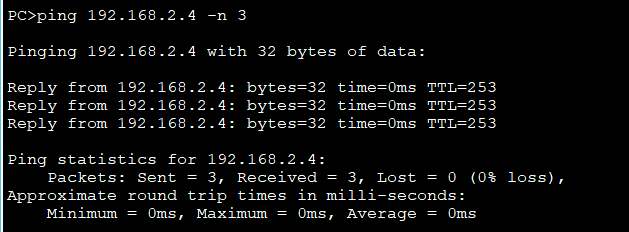 PC>ping 192.168.2.4 -n 3
Pinging 192.168.2.4 with 32 bytes of data:
Reply from 192.168.2.4: bytes=32 time=0ms TTL=253
Reply from 192.168.2.4: bytes=32 time=0ms TTL=253
Reply from 192.168.2.4: bytes=32 time=0ms TTL=253
Ping statistics for 192.168.2.4:
Packets: Sent = 3, Received = 3, Lost = 0 (0% loss),
Approximate round trip times in milli-seconds:
Minimum = 0ms, Maximum = 0ms, Average = 0ms